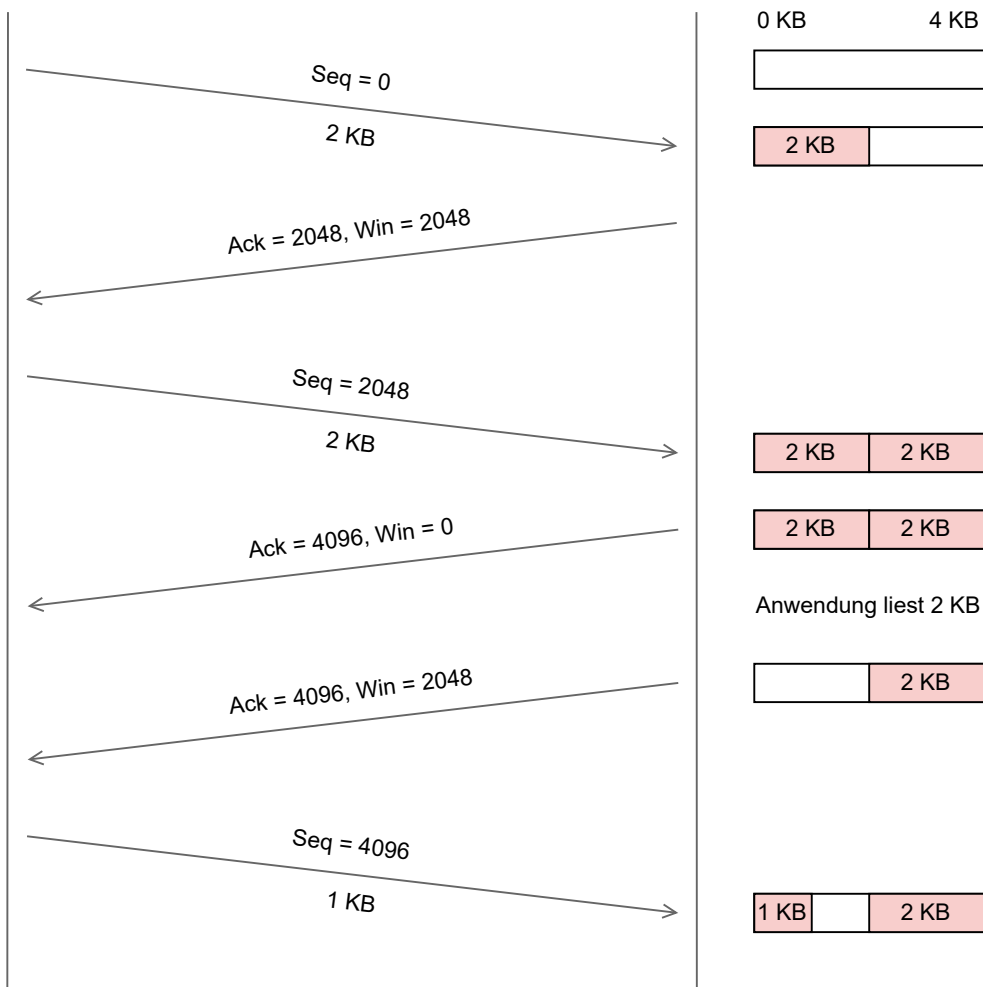 0 KB 4 KB
Seq = 0
2 KB
2 KB
Ack = 2048, Win = 2048
Seq = 2048
2 KB
2 KB 2 KB
Ack = 4096, Win = 0
2 KB 2 KB
Anwendung liest 2 KB
Ack = 4096, Win = 2048
2 KB
Seq = 4096
1 KB
1 KB 2 KB